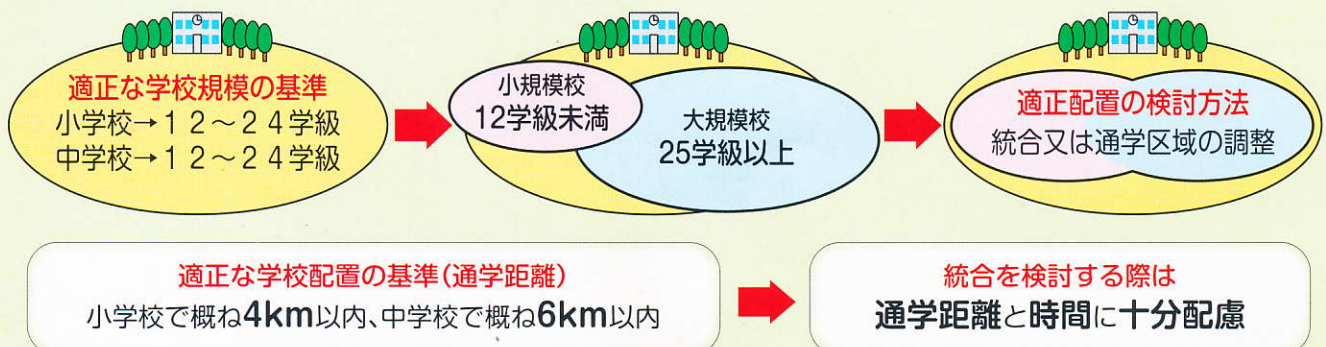 適正な学校規模の基準
小学校→１２～２４学級
中学校→１２～２４学級
小規模校
12学級未満
大規模校
25学級以上
適正配置の検討方法
統合又は通学区域の調整
適正な学校配置の基準(通学距離)
小学校で概ね4km以内、中学校で概ね6km以内
統合を検討する際は
通学距離と時間に十分配慮